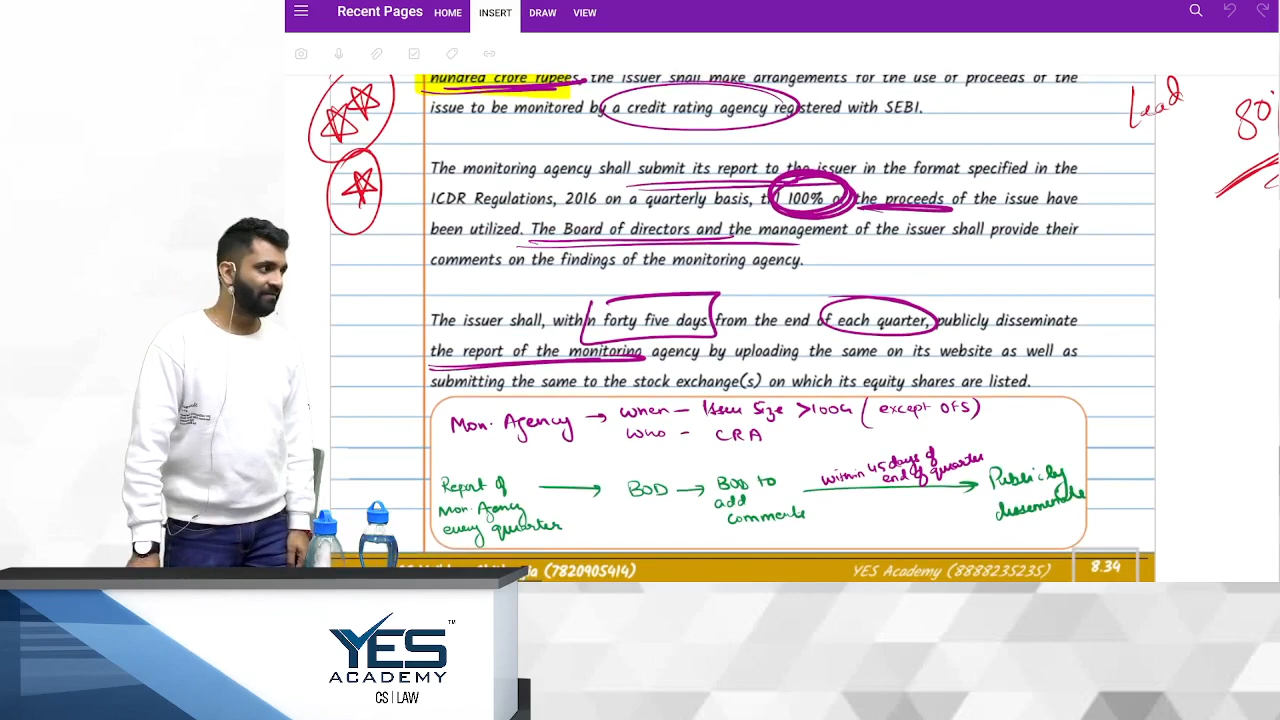 Recent Pages HOME INSERT DRAW VIEW
hundred crore rupees, the issuer shall make arrangements for the use of proceeds of the
issue to be monitored by a credit rating agency registered with SEBI.
Lead
80
The monitoring agency shall submit its report to the issuer in the format specified in the
ICDR Regulations, 2016 on a quarterly basis, 100% the proceeds of the issue have
been utilized. The Board of directors and the management of the issuer shall provide their
comments on the findings of the monitoring agency.
The issuer shall, within forty five days from the end of each quarter, publicly disseminate
the report of the monitoring agency by uploading the same on its website as well as
submitting the same to the stock exchange(s) on which its equity shares are listed.
Mon. Agency → When - Issue Size >100Cr (except OFS)
Who - CRA
Report of Mon. Agency every quarter
BOD
BOD to add comments
within 45 days of end of quarter
Publicly disseminate
(7820905414) YES Academy (8888235235) 8.34
YES
ACADEMY
CS | LAW
TM